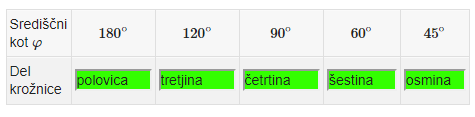 Središčni kot φ 180° 120° 90° 60° 45°
Del krožnice polovica tretjina četrtina šestina osmina